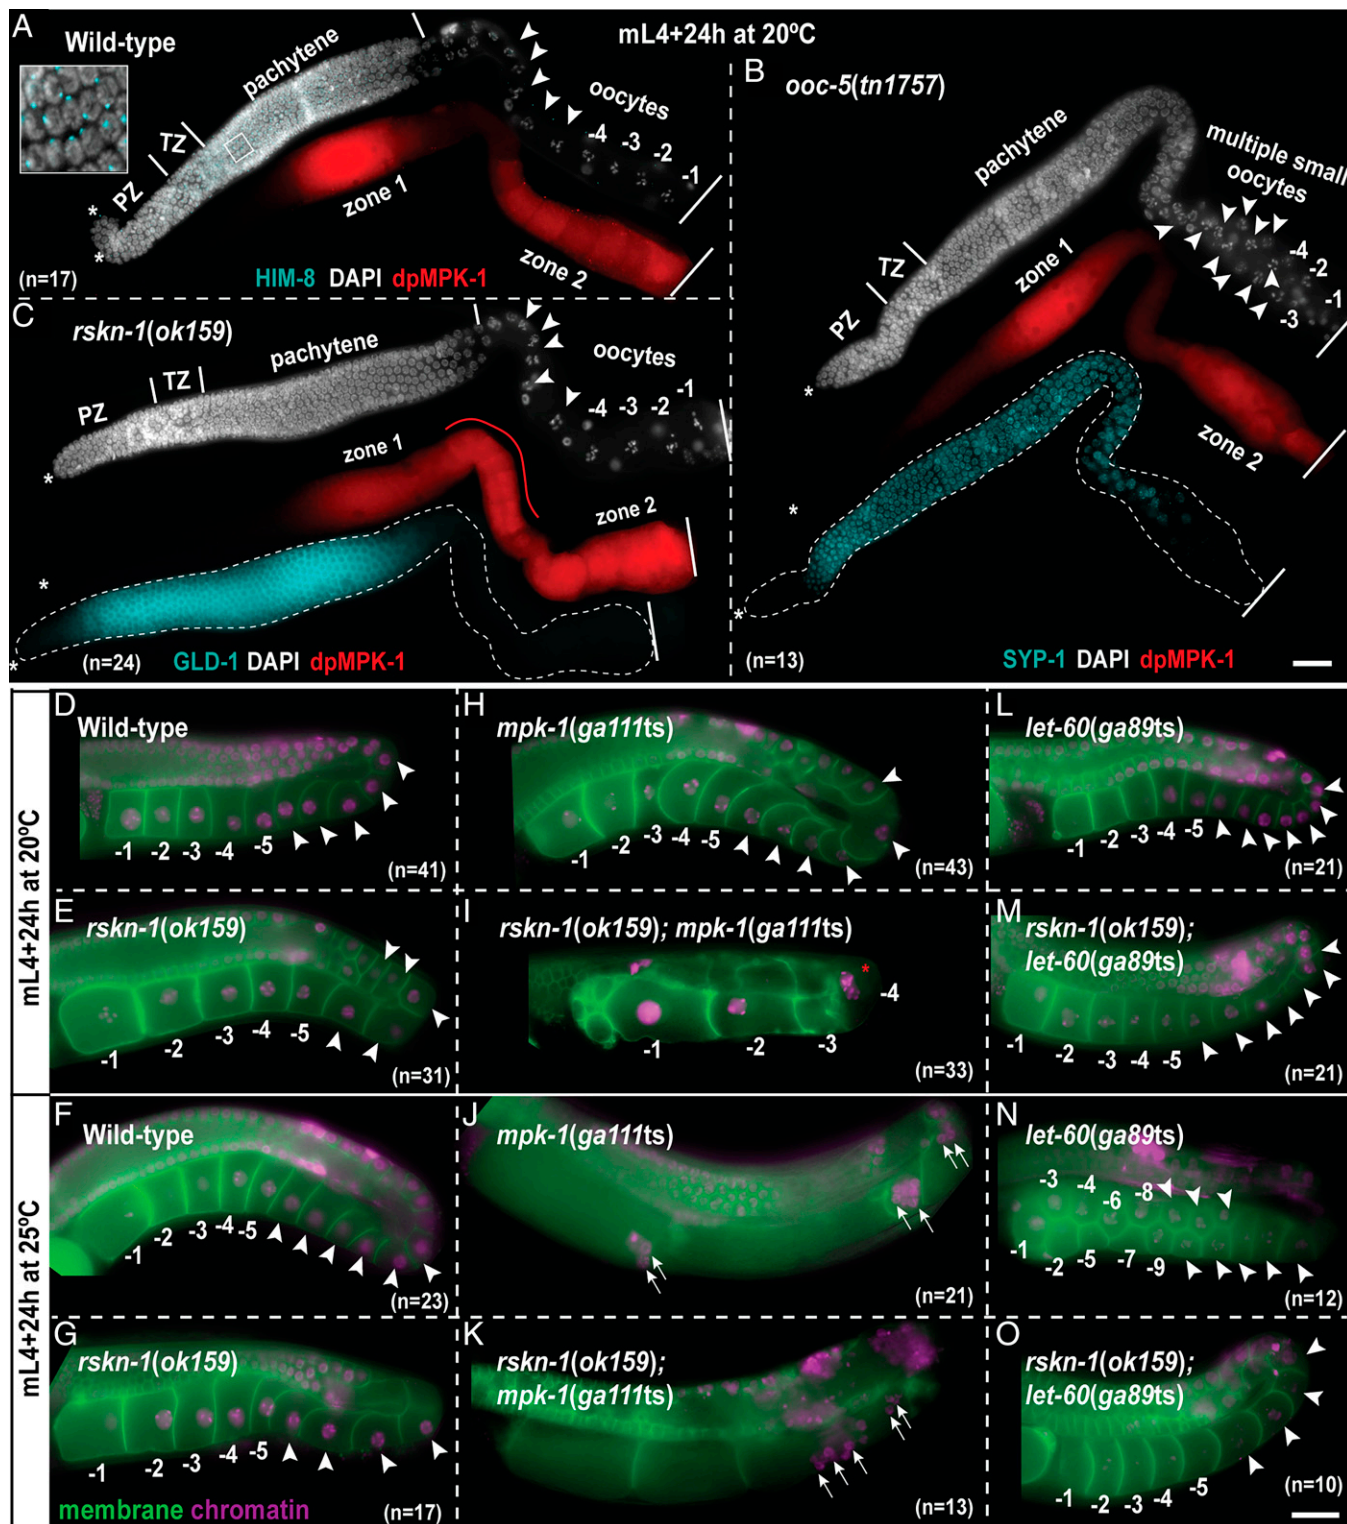 A
Wild-type
mL4+24h at 20ºC
pachytene
TZ
PZ
*
*
oocytes
-4
-3
-2
-1
zone 1
zone 2
(n=17)
HIM-8 DAPI dpMPK-1
B
ooc-5(tn1757)
pachytene
multiple small
oocytes
TZ
PZ
*
-4
-2
-1
-3
zone 1
zone 2
*
*
(n=13)
SYP-1 DAPI dpMPK-1
C
rskn-1(ok159)
pachytene
TZ
PZ
*
oocytes
-4
-3
-2
-1
zone 1
zone 2
*
*
(n=24)
GLD-1 DAPI dpMPK-1
mL4+24h at 20ºC
D
Wild-type
-1 -2 -3 -4 -5
(n=41)
E
rskn-1(ok159)
-1 -2 -3 -4 -5
(n=31)
H
mpk-1(ga111ts)
-1 -2 -3 -4 -5
(n=43)
I
rskn-1(ok159); mpk-1(ga111ts)
*
-4
-1 -2 -3
(n=33)
L
let-60(ga89ts)
-1 -2 -3 -4 -5
(n=21)
M
rskn-1(ok159);
let-60(ga89ts)
-1 -2 -3 -4 -5
(n=21)
mL4+24h at 25ºC
F
Wild-type
-1 -2 -3 -4 -5
(n=23)
G
rskn-1(ok159)
-1 -2 -3 -4 -5
membrane chromatin
(n=17)
J
mpk-1(ga111ts)
(n=21)
K
rskn-1(ok159);
mpk-1(ga111ts)
(n=13)
N
let-60(ga89ts)
-3 -4 -6 -8
-1 -2 -5 -7 -9
(n=12)
O
rskn-1(ok159);
let-60(ga89ts)
-1 -2 -3 -4 -5
(n=10)